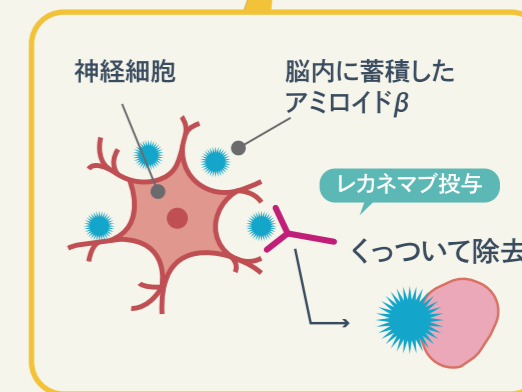 神経細胞
脳内に蓄積した
アミロイドβ
レカネマブ投与
くっついて除去